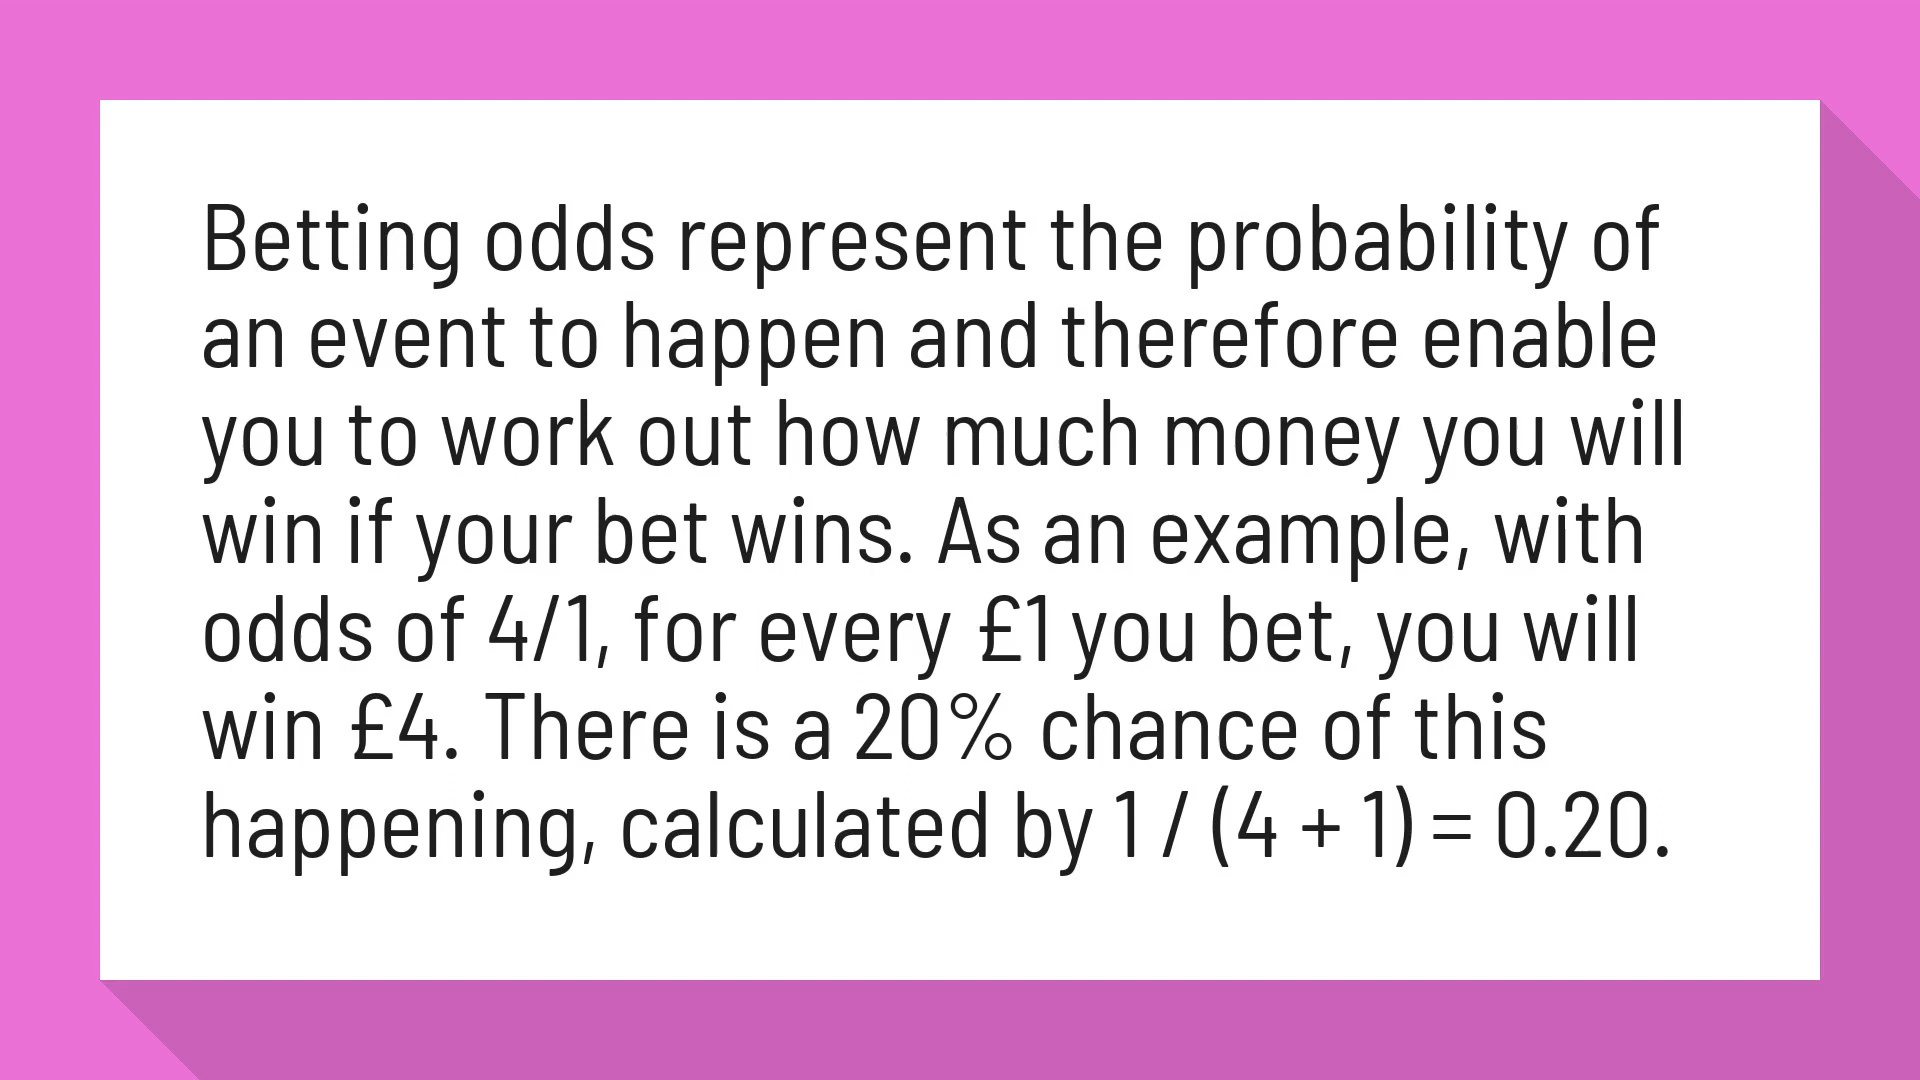 Betting odds represent the probability of
an event to happen and therefore enable
you to work out how much money you will
win if your bet wins. As an example, with
odds of 4/1, for every £1 you bet, you will
win £4. There is a 20% chance of this
happening, calculated by 1 / (4 + 1) = 0.20.